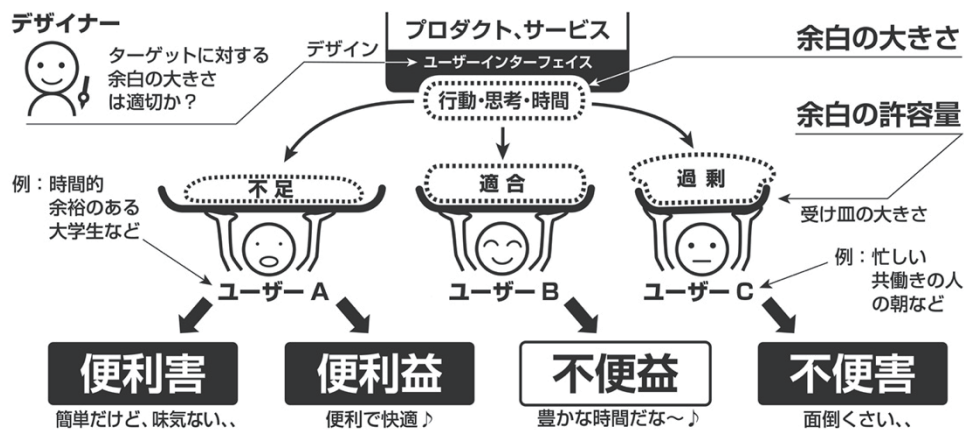 デザイナー
ターゲットに対する
余白の大きさ
は適切か？
デザイン
プロダクト、サービス
ユーザーインターフェイス
行動・思考・時間
余白の大きさ
余白の許容量
受け皿の大きさ
不足
適合
過剰
例：時間的
余裕のある
大学生など
例：忙しい
共働きの人
の朝など
ユーザー A
ユーザー B
ユーザー C
便利害
便利益
不便益
不便害
簡単だけど、味気ない、、
便利で快適♪
豊かな時間だな〜♪
面倒くさい、、